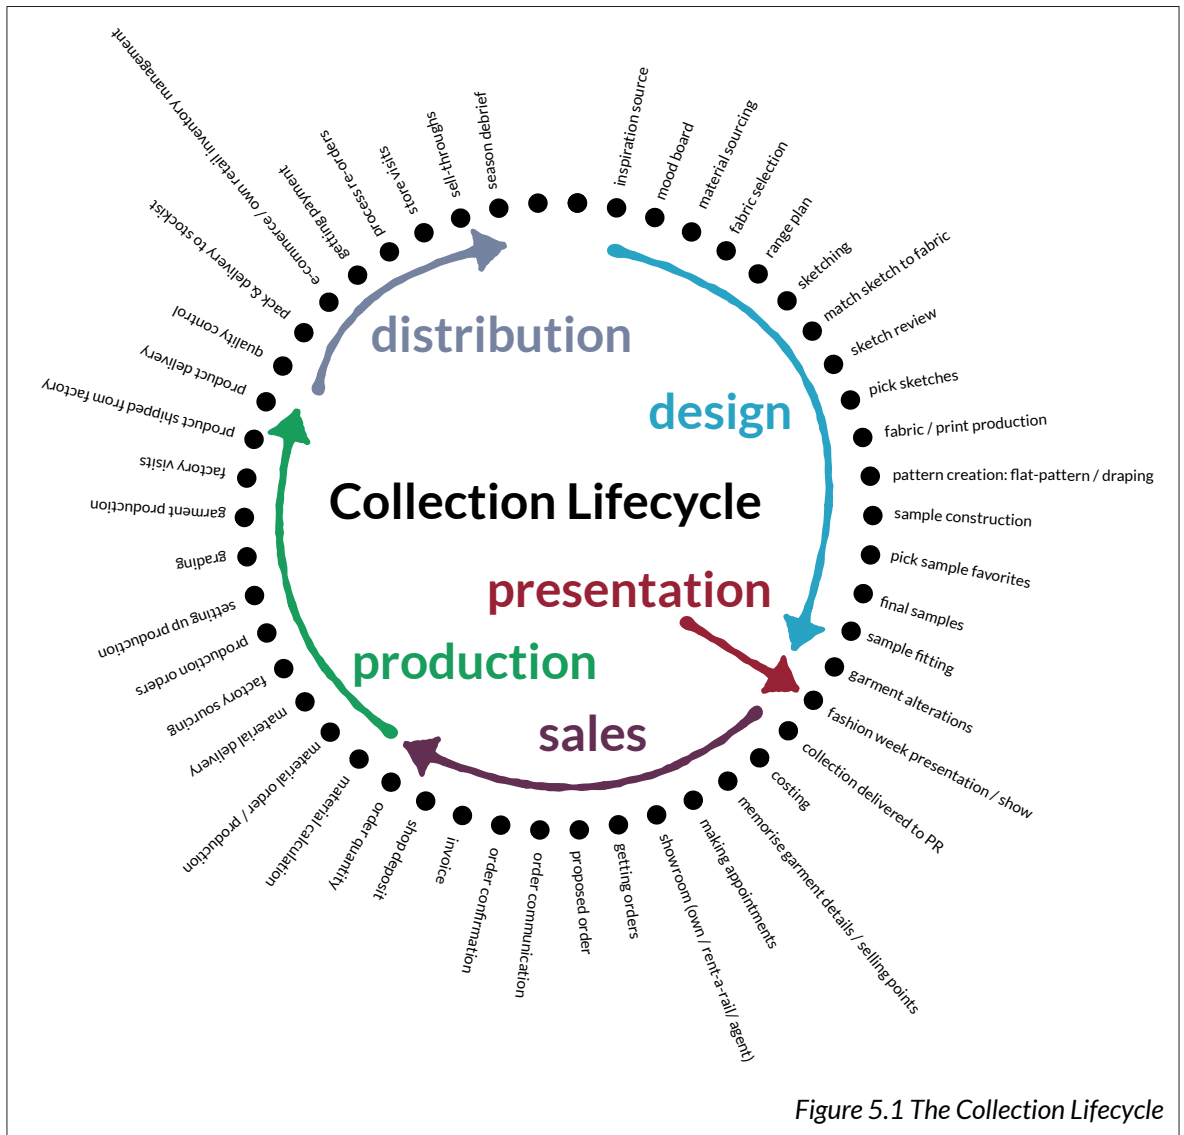 inspiration source
mood board
material sourcing
fabric selection
range plan
sketching
match sketch to fabric
sketch review
pick sketches
fabric / print production
pattern creation: flat-pattern / draping
sample construction
pick sample favorites
final samples
sample fitting
garment alterations
fashion week presentation / show
collection delivered to PR
costing
memorise garment details / selling points
making appointments
showroom (own / rent-a-rail/ agent)
getting orders
proposed order
order communication
order confirmation
invoice
shop deposit
order quantity
material calculation
material order / production
material delivery
factory sourcing
production orders
setting up production
grading
garment production
factory visits
product shipped from factory
product delivery
quality control
pack & delivery to stockist
e-commerce / own retail inventory management
getting payment
process re-orders
store visits
sell-throughs
season debrief
distribution
design
Collection Lifecycle
presentation
production
sales
Figure 5.1 The Collection Lifecycle